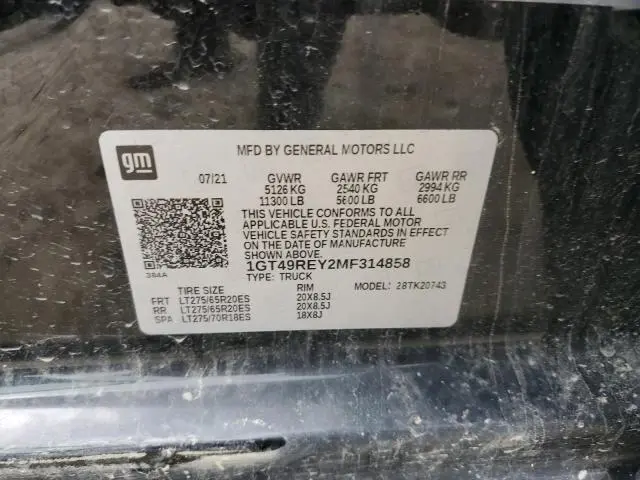 gm
MFD BY GENERAL MOTORS LLC
07/21 GVWR GAWR FRT GAWR RR
5126 KG 2540 KG 2994 KG
11300 LB 5600 LB 6600 LB
THIS VEHICLE CONFORMS TO ALL
APPLICABLE U.S. FEDERAL MOTOR
VEHICLE SAFETY STANDARDS IN EFFECT
ON THE DATE OF MANUFACTURE
SHOWN ABOVE.
384A
1GT49REY2MF314858
TYPE: TRUCK
TIRE SIZE RIM MODEL: 28TK20743
FRT LT275/65R20ES 20X8.5J
RR LT275/65R20ES 20X8.5J
SPA LT275/70R18ES 18X8J